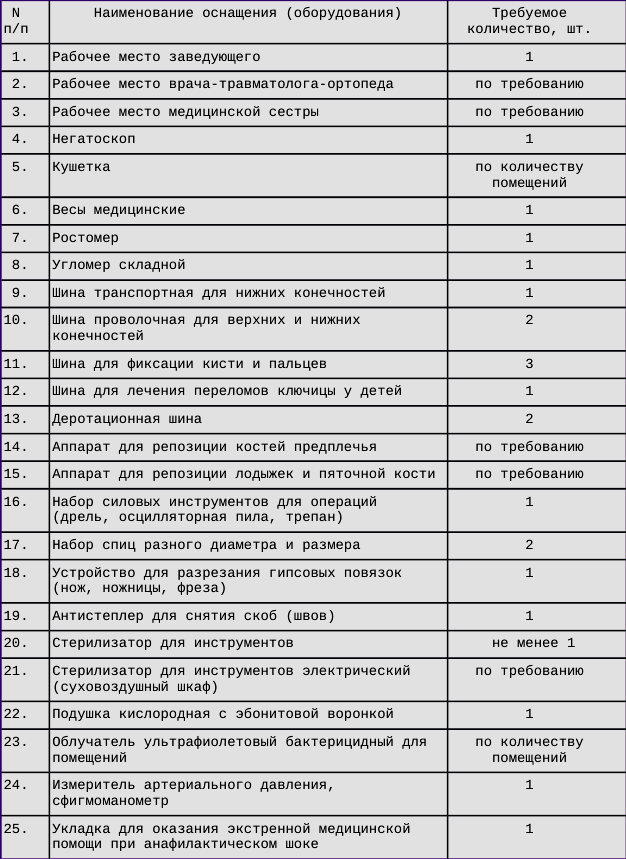 N Наименование оснащения (оборудования) Требуемое
п/п количество, шт.
1. Рабочее место заведующего 1
2. Рабочее место врача-травматолога-ортопеда по требованию
3. Рабочее место медицинской сестры по требованию
4. Негатоскоп 1
5. Кушетка по количеству
помещений
6. Весы медицинские 1
7. Ростомер 1
8. Угломер складной 1
9. Шина транспортная для нижних конечностей 1
10. Шина проволочная для верхних и нижних 2
конечностей
11. Шина для фиксации кисти и пальцев 3
12. Шина для лечения переломов ключицы у детей 1
13. Деротационная шина 2
14. Аппарат для репозиции костей предплечья по требованию
15. Аппарат для репозиции лодыжек и пяточной кости по требованию
16. Набор силовых инструментов для операций 1
(дрель, осцилляторная пила, трепан)
17. Набор спиц разного диаметра и размера 2
18. Устройство для разрезания гипсовых повязок 1
(нож, ножницы, фреза)
19. Антистеплер для снятия скоб (швов) 1
20. Стерилизатор для инструментов не менее 1
21. Стерилизатор для инструментов электрический по требованию
(суховоздушный шкаф)
22. Подушка кислородная с эбонитовой воронкой 1
23. Облучатель ультрафиолетовый бактерицидный для по количеству
помещений помещений
24. Измеритель артериального давления, 1
сфигмоманометр
25. Укладка для оказания экстренной медицинской 1
помощи при анафилактическом шоке